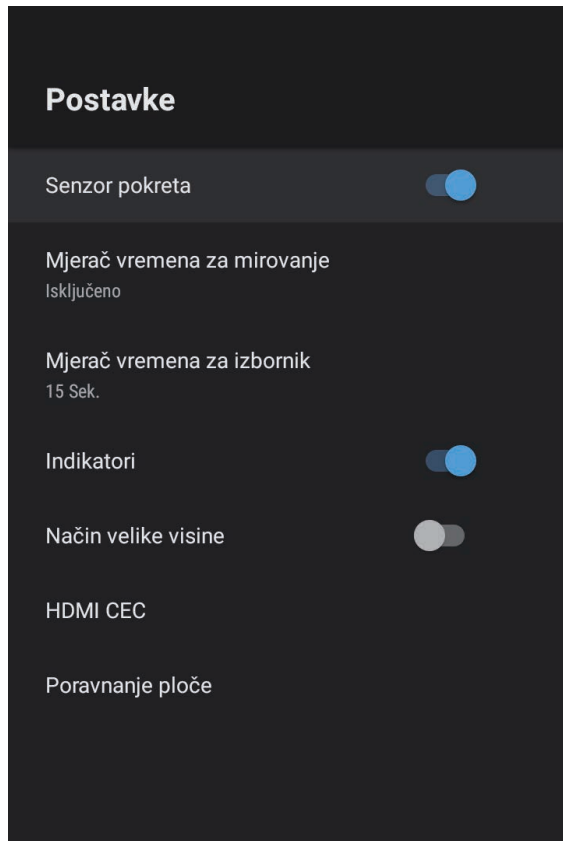 Postavke
Senzor pokreta
Mjerač vremena za mirovanje
Isključeno
Mjerač vremena za izbornik
15 Sek.
Indikatori
Način velike visine
HDMI CEC
Poravnanje ploče